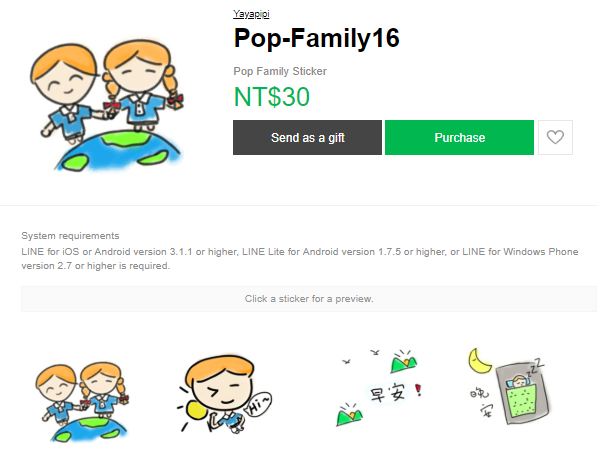 Yayapipi
Pop-Family16
Pop Family Sticker
NT$30
Send as a gift
Purchase
System requirements
LINE for iOS or Android version 3.1.1 or higher, LINE Lite for Android version 1.7.5 or higher, or LINE for Windows Phone
version 2.7 or higher is required.
Click a sticker for a preview.
Hi~
早安！
晚安
zzz